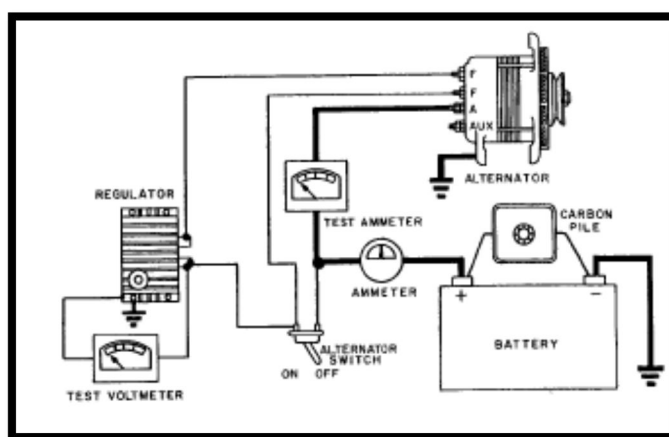 F
F
A
AUX
ALTERNATOR
REGULATOR
TEST AMMETER
CARBON
PILE
AMMETER
+
−
BATTERY
ALTERNATOR
SWITCH
ON OFF
TEST VOLTMETER